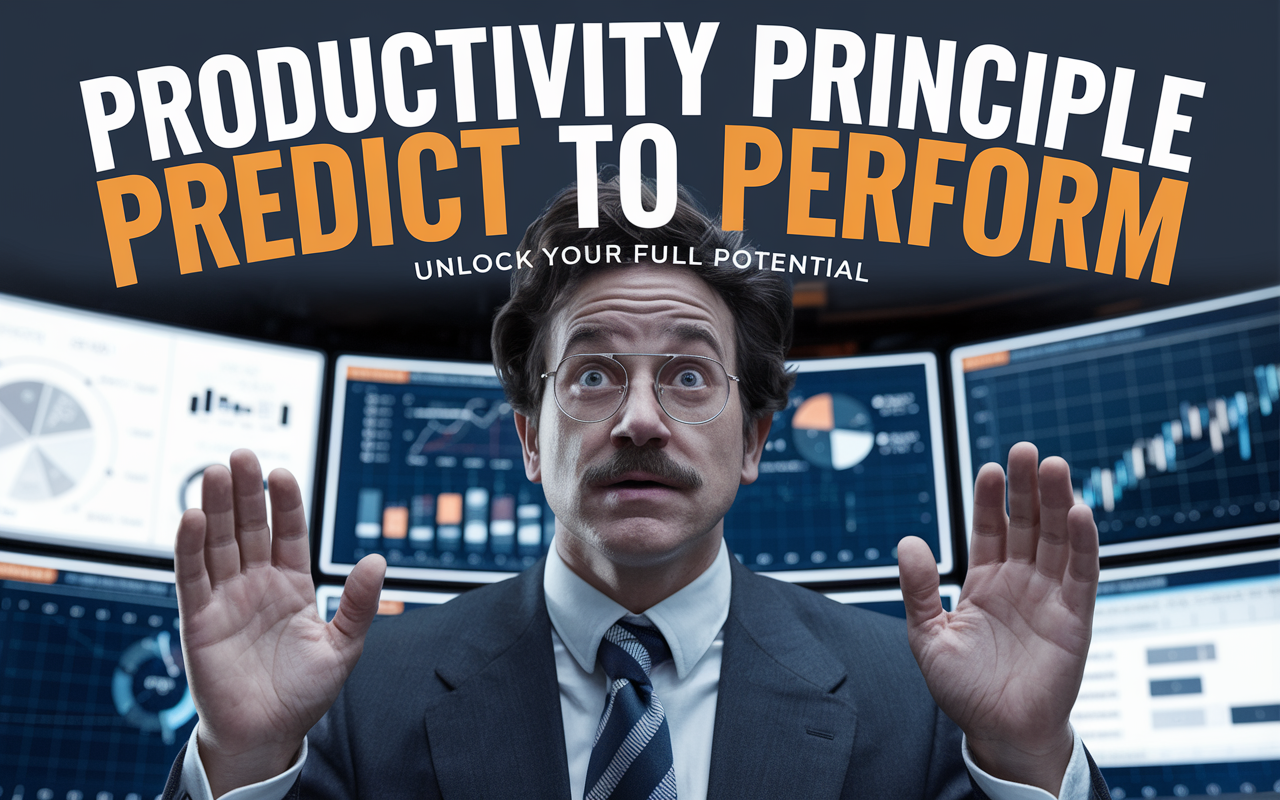 PRODUCTIVITY PRINCIPLE
PREDICT TO PERFORM
UNLOCK YOUR FULL POTENTIAL